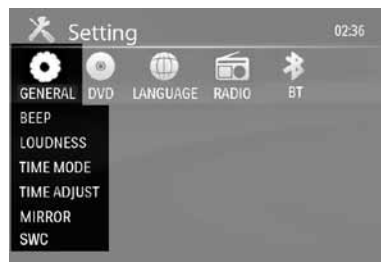 Setting 02:36
GENERAL DVD LANGUAGE RADIO BT
BEEP
LOUDNESS
TIME MODE
TIME ADJUST
MIRROR
SWC